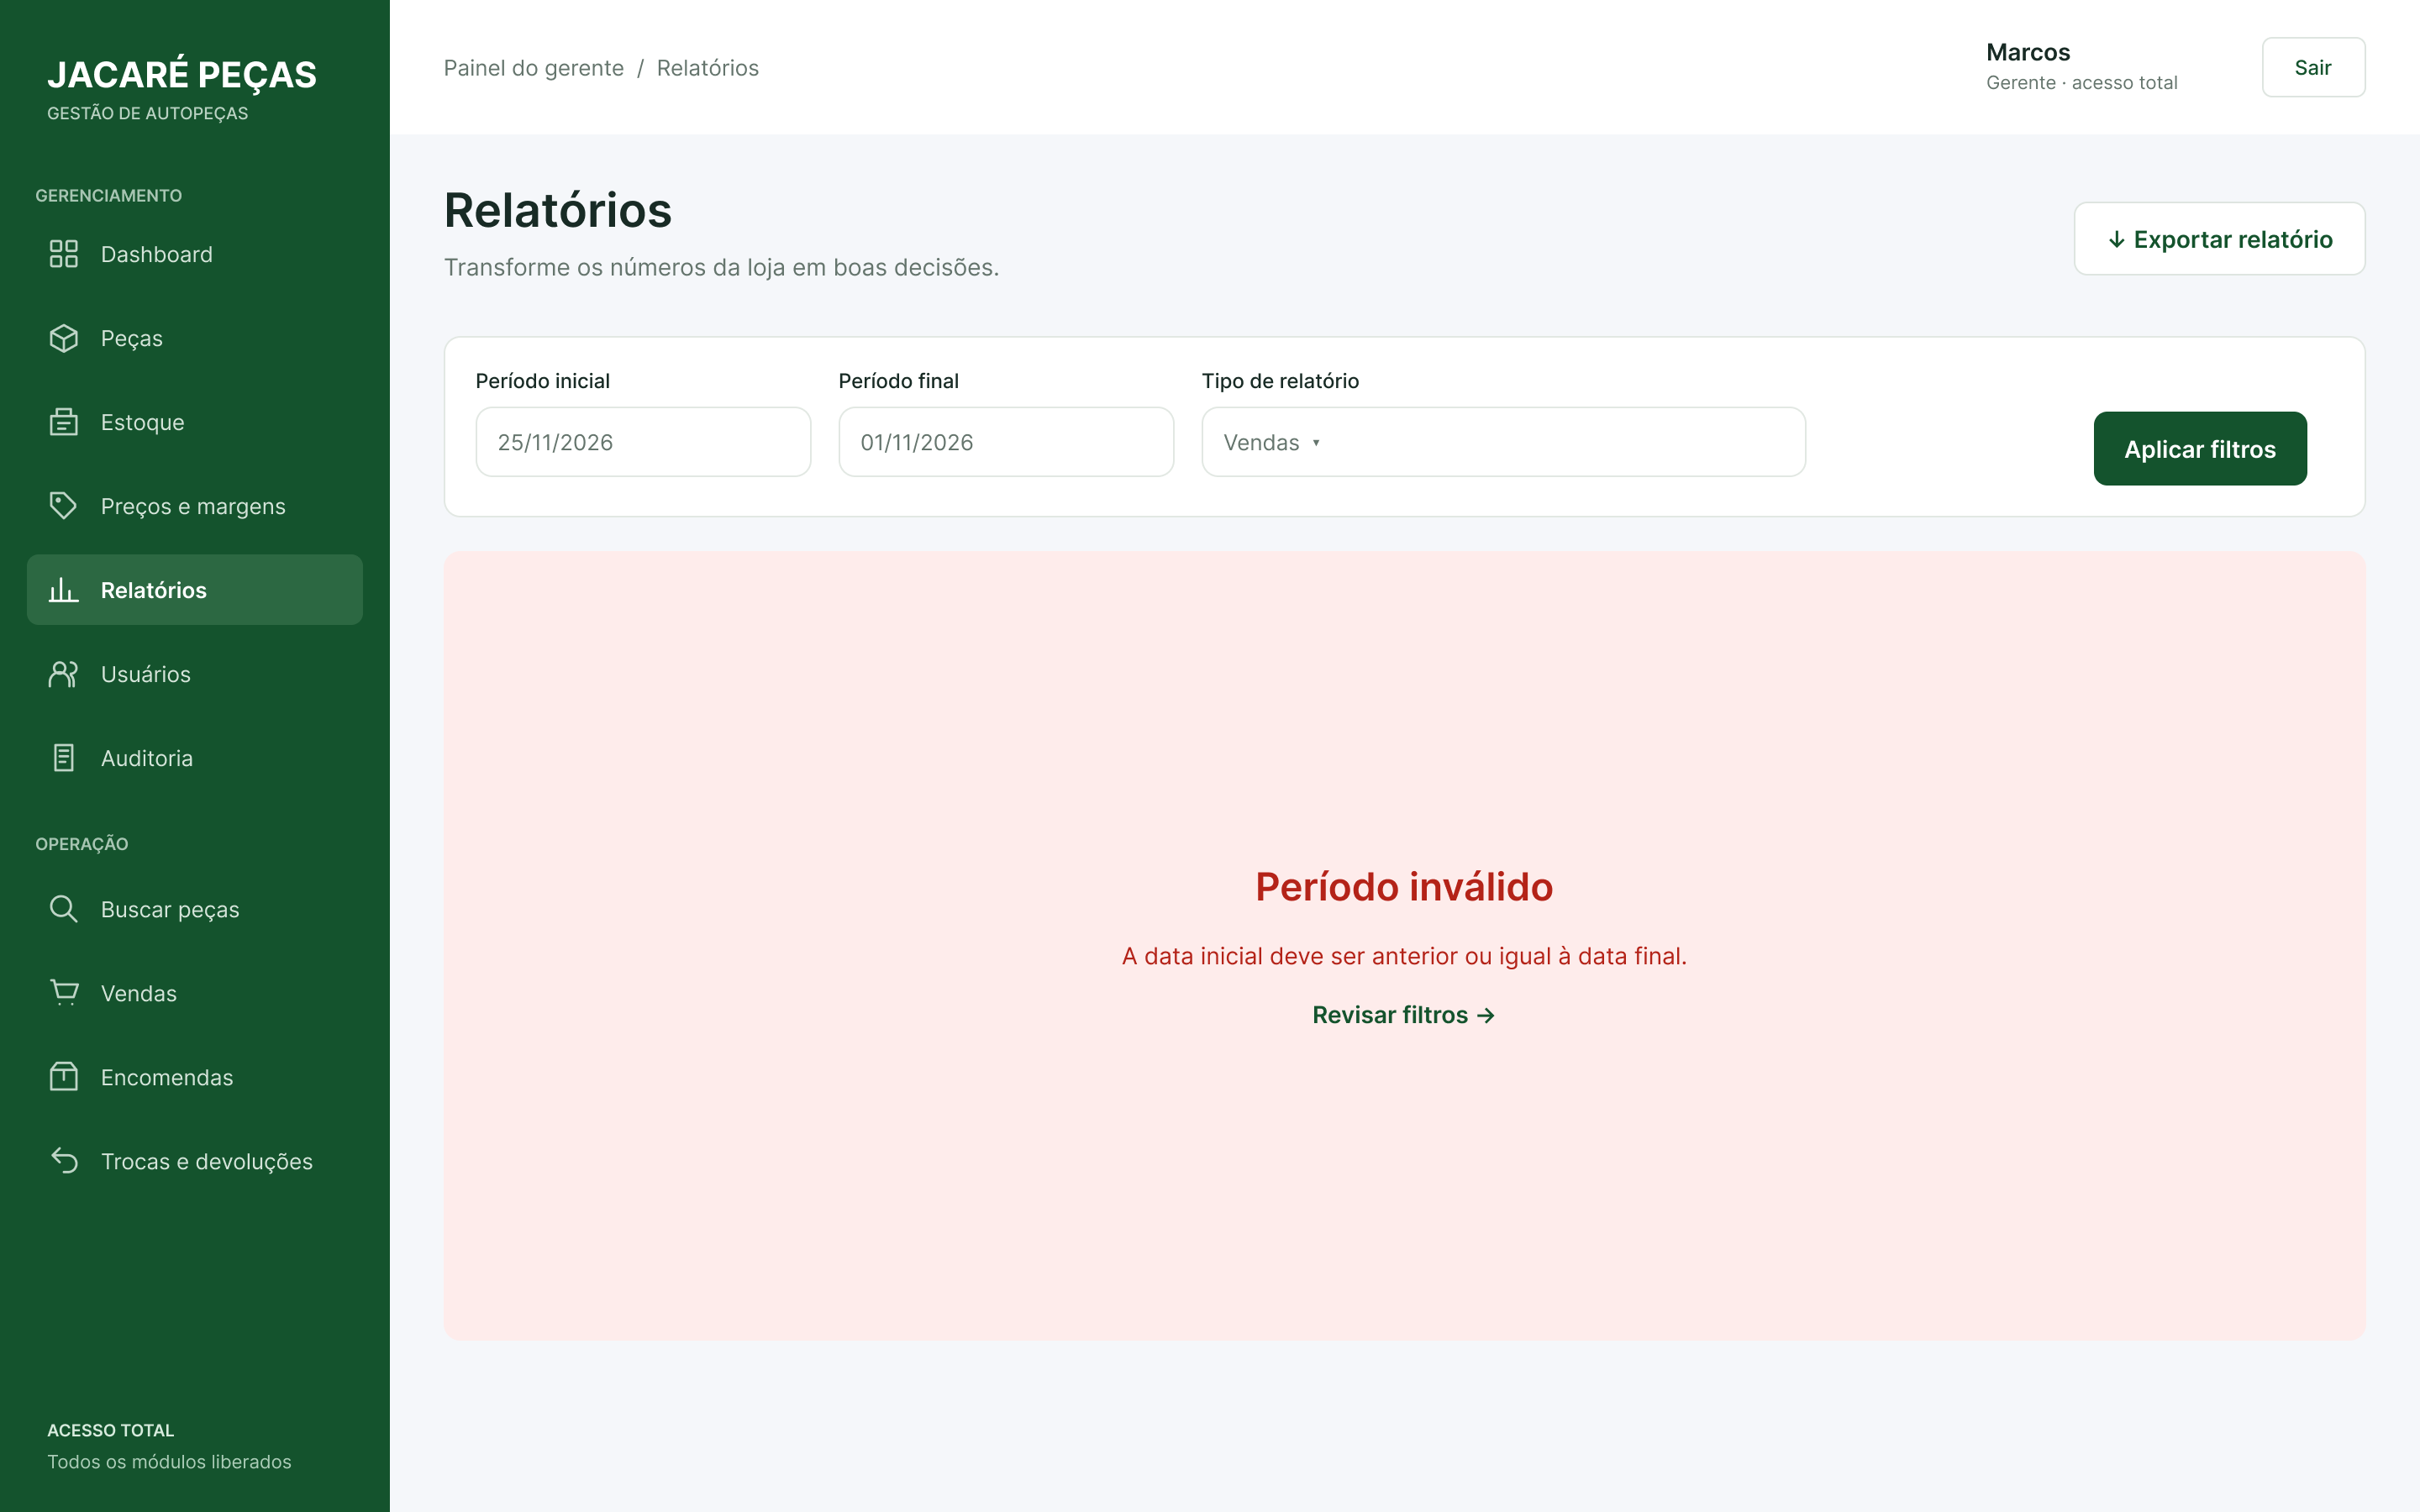 JACARÉ PEÇAS
GESTÃO DE AUTOPEÇAS
GERENCIAMENTO
Dashboard
Peças
Estoque
Preços e margens
Relatórios
Usuários
Auditoria
OPERAÇÃO
Buscar peças
Vendas
Encomendas
Trocas e devoluções
ACESSO TOTAL
Todos os módulos liberados
Painel do gerente / Relatórios
Marcos
Gerente · acesso total
Sair
Relatórios
Transforme os números da loja em boas decisões.
↓ Exportar relatório
Período inicial
25/11/2026
Período final
01/11/2026
Tipo de relatório
Vendas ▾
Aplicar filtros
Período inválido
A data inicial deve ser anterior ou igual à data final.
Revisar filtros →